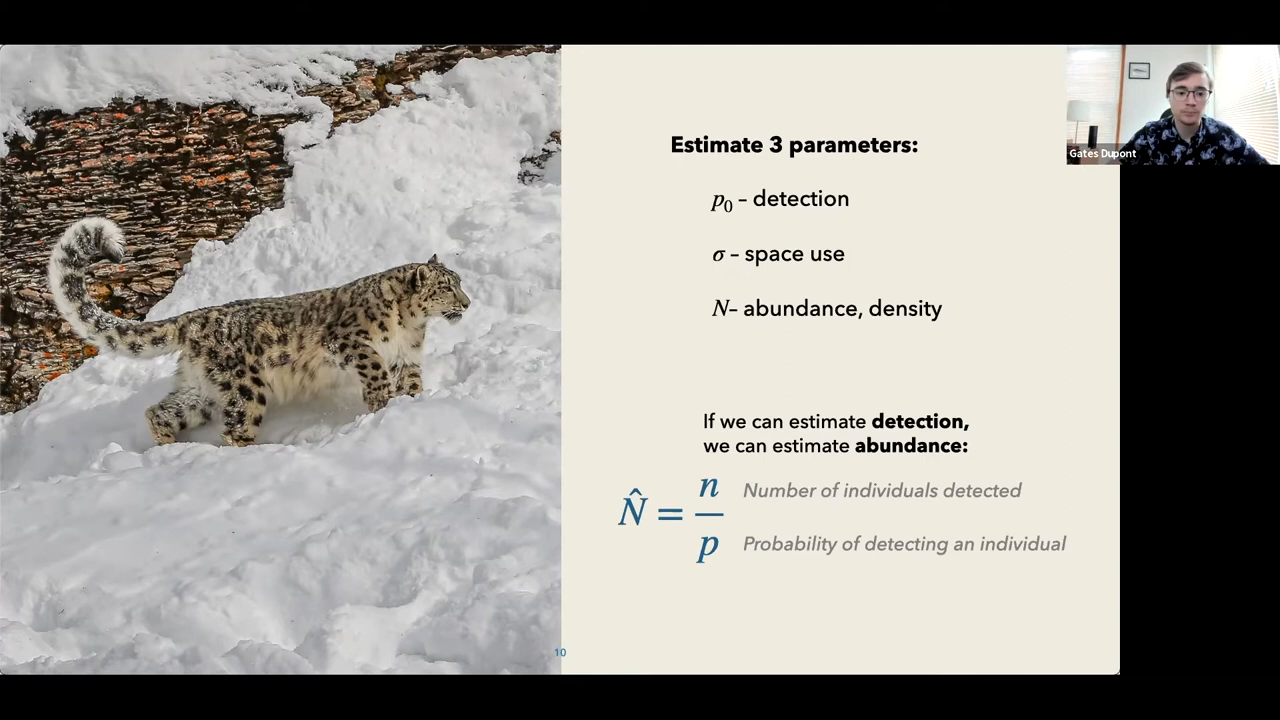 Estimate 3 parameters:
p₀ – detection
σ – space use
N– abundance, density
If we can estimate detection,
we can estimate abundance:
N̂ = n/p
Number of individuals detected
Probability of detecting an individual
10
Gates Dupont